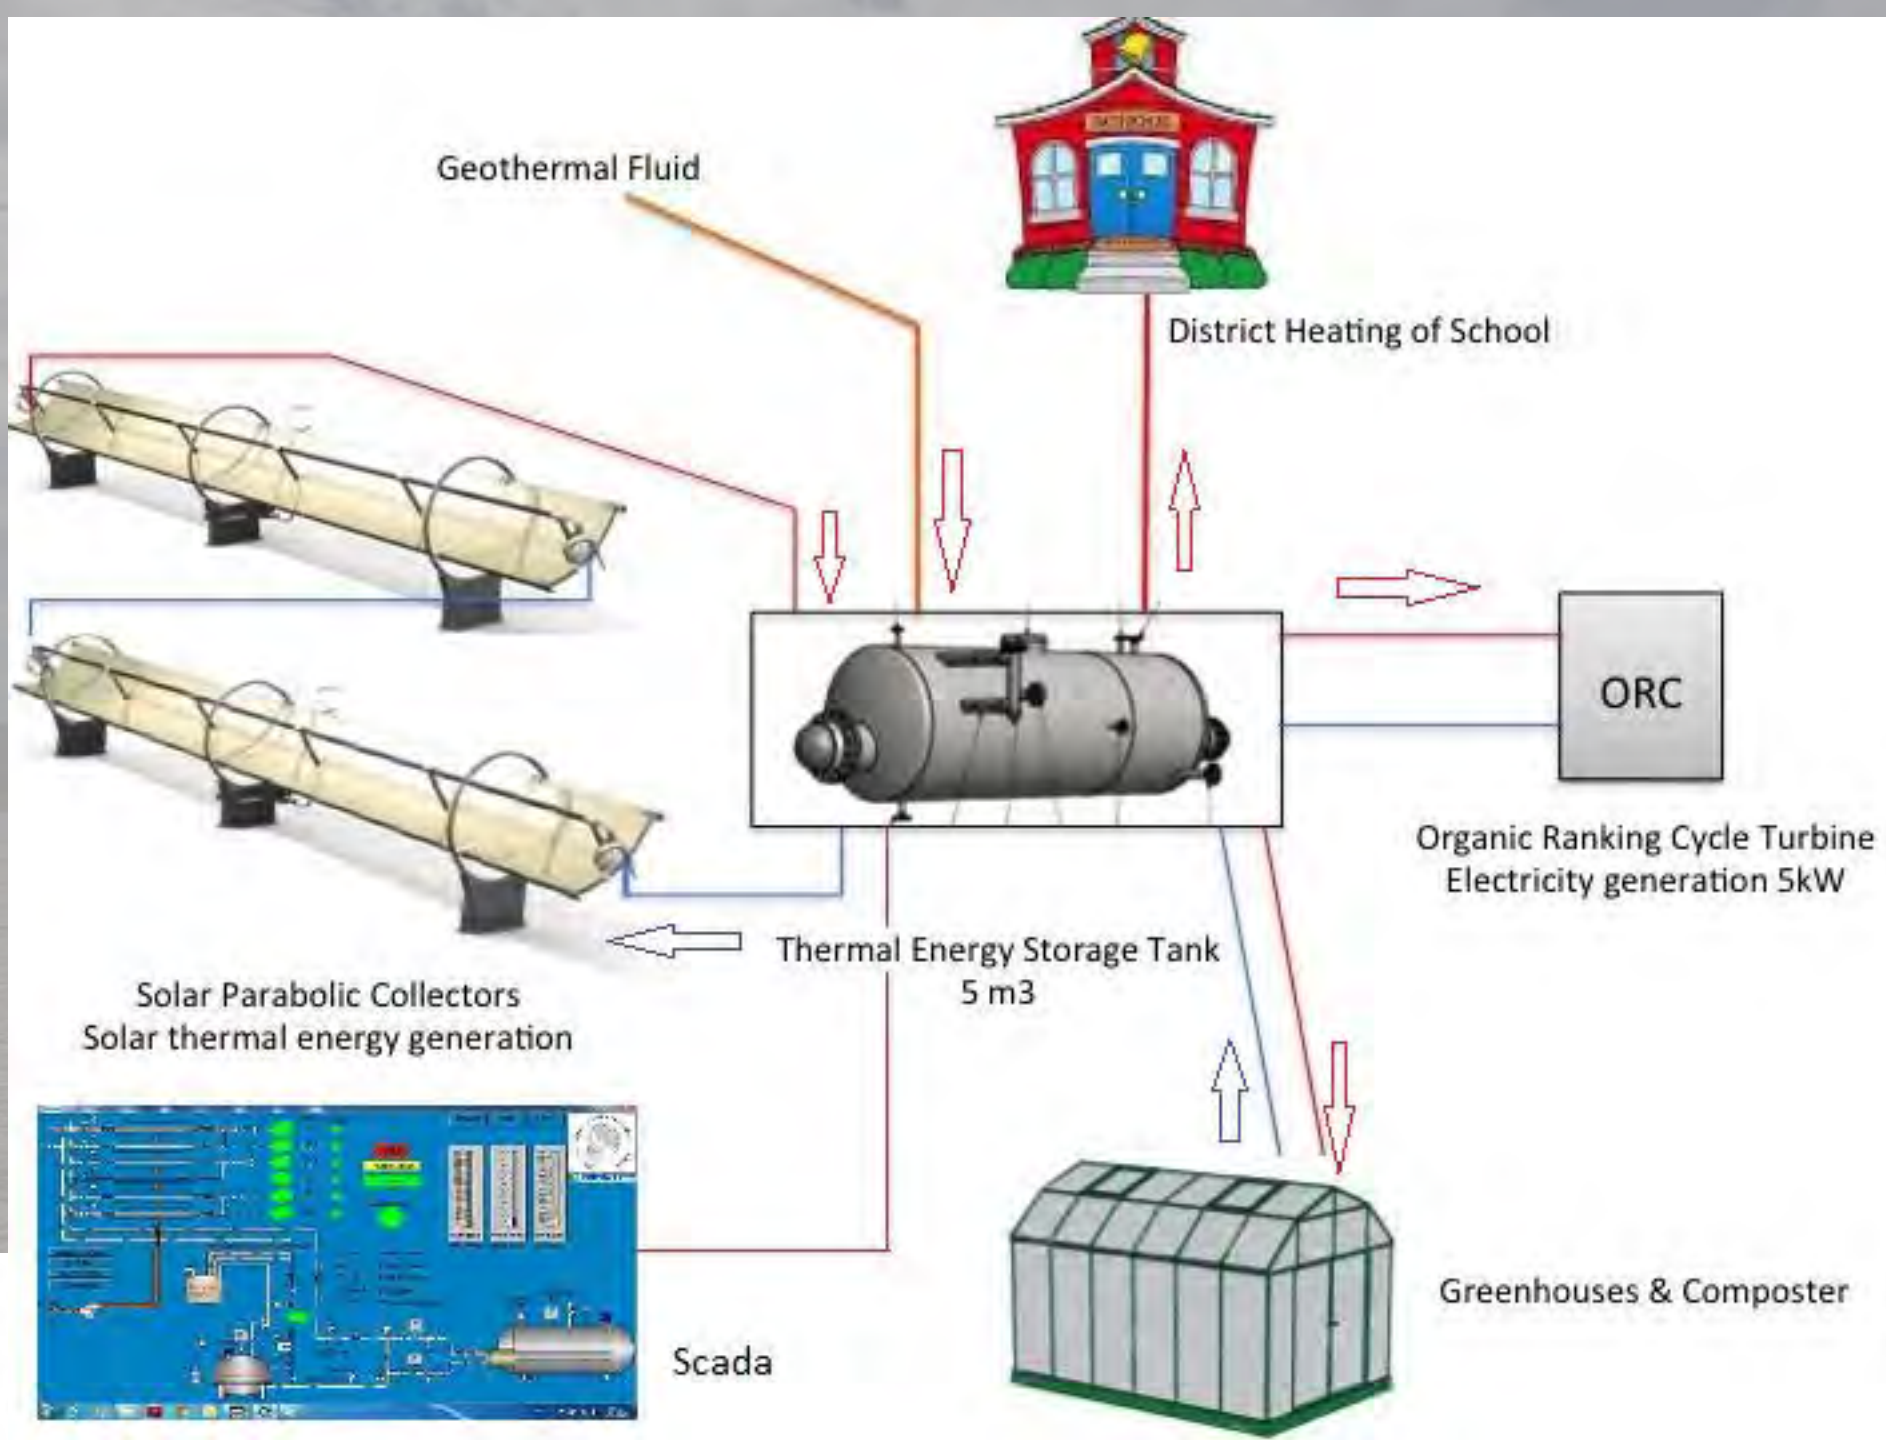 Geothermal Fluid
District Heating of School
ORC
Organic Ranking Cycle Turbine
Electricity generation 5kW
Thermal Energy Storage Tank
5 m3
Solar Parabolic Collectors
Solar thermal energy generation
Scada
Greenhouses & Composter